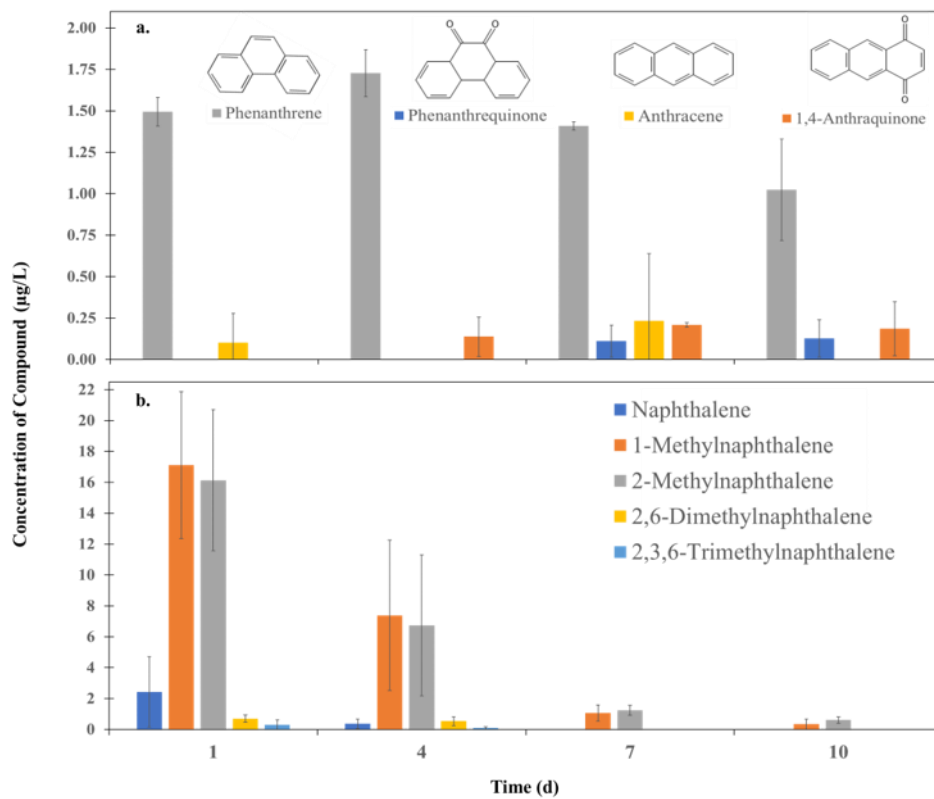 a.
2.00
1.75
1.50
1.25
1.00
0.75
0.50
0.25
0.00
O O
O
O
Phenanthrene
Phenanthrequinone
Anthracene
1,4-Anthraquinone
Concentration of Compound (µg/L)
b.
22
20
18
16
14
12
10
8
6
4
2
0
Naphthalene
1-Methylnaphthalene
2-Methylnaphthalene
2,6-Dimethylnaphthalene
2,3,6-Trimethylnaphthalene
1 4 7 10
Time (d)